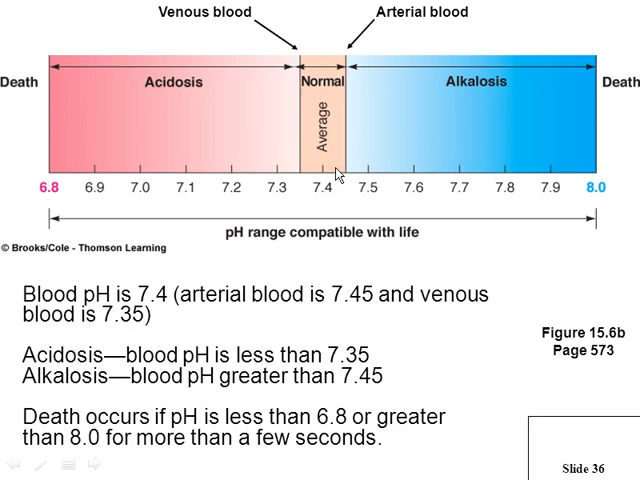 Venous blood
Arterial blood
Death
Acidosis
Normal
Alkalosis
Death
Average
6.8 6.9 7.0 7.1 7.2 7.3 7.4 7.5 7.6 7.7 7.8 7.9 8.0
pH range compatible with life
© Brooks/Cole - Thomson Learning
Blood pH is 7.4 (arterial blood is 7.45 and venous
blood is 7.35)
Acidosis—blood pH is less than 7.35
Alkalosis—blood pH greater than 7.45
Death occurs if pH is less than 6.8 or greater
than 8.0 for more than a few seconds.
Figure 15.6b
Page 573
Slide 36